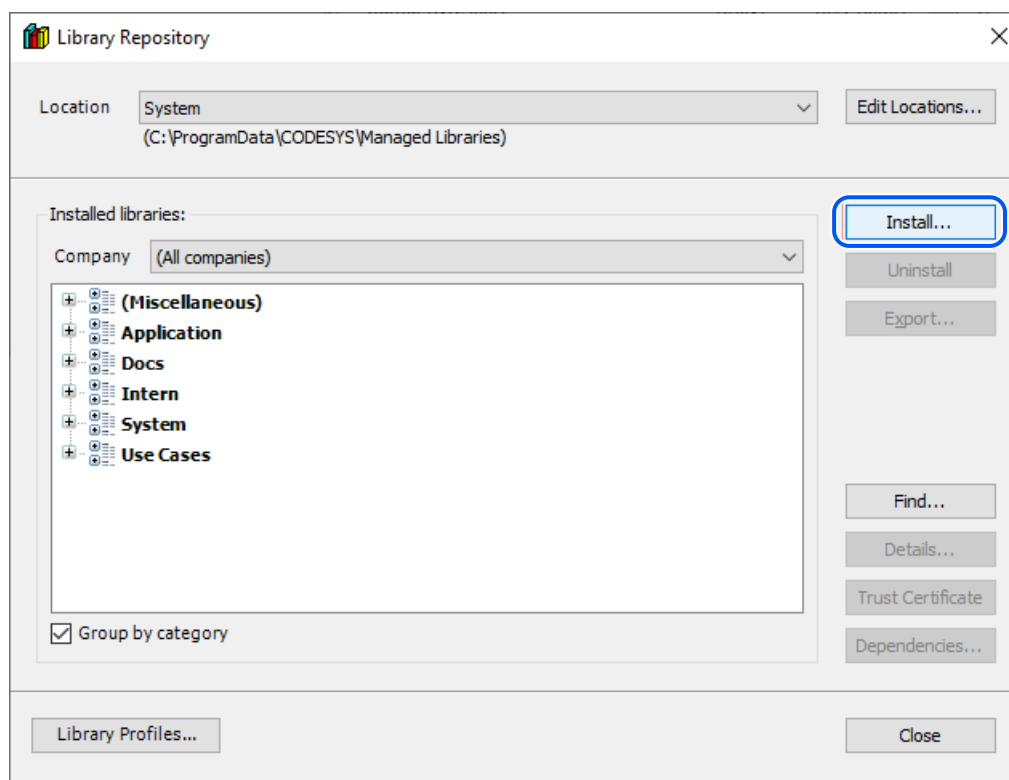 Library Repository
Location
System
Edit Locations...
(C:\ProgramData\CODESYS\Managed Libraries)
Installed libraries:
Install...
Company
(All companies)
Uninstall
(Miscellaneous)
Export...
Application
Docs
Intern
System
Use Cases
Find...
Details...
Trust Certificate
Group by category
Dependencies...
Library Profiles...
Close